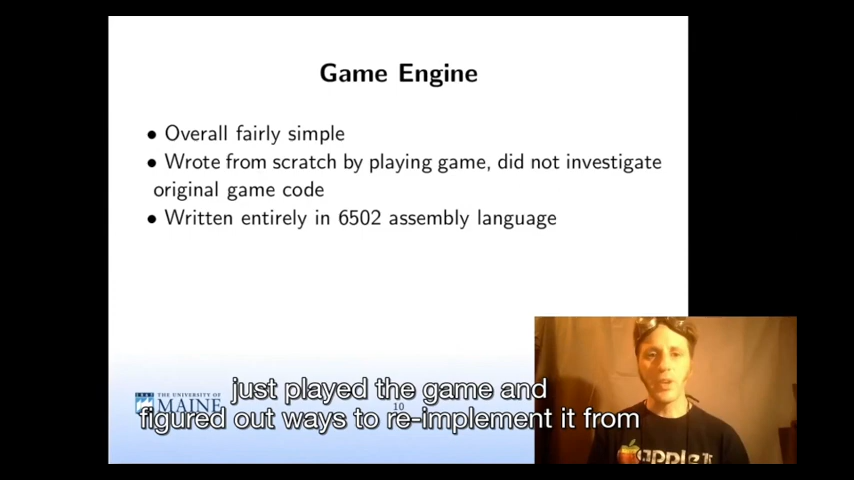 Game Engine
• Overall fairly simple
• Wrote from scratch by playing game, did not investigate
original game code
• Written entirely in 6502 assembly language
just played the game and
figured out ways to re-implement it from
THE UNIVERSITY OF
MAINE
10
apple II